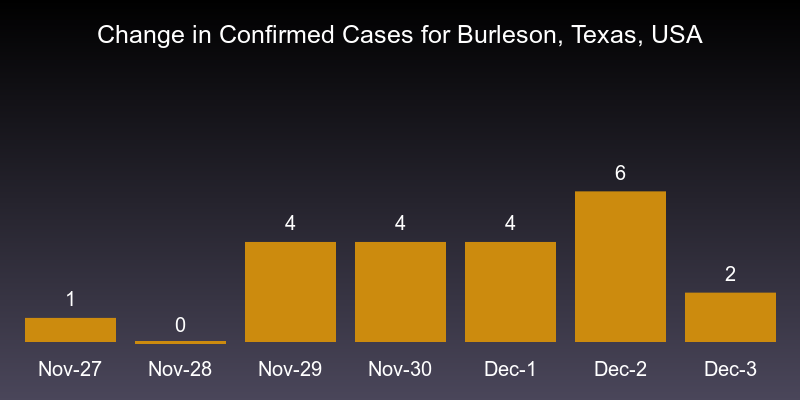 Change in Confirmed Cases for Burleson, Texas, USA
6
4 4 4
2
1
0
Nov-27 Nov-28 Nov-29 Nov-30 Dec-1 Dec-2 Dec-3